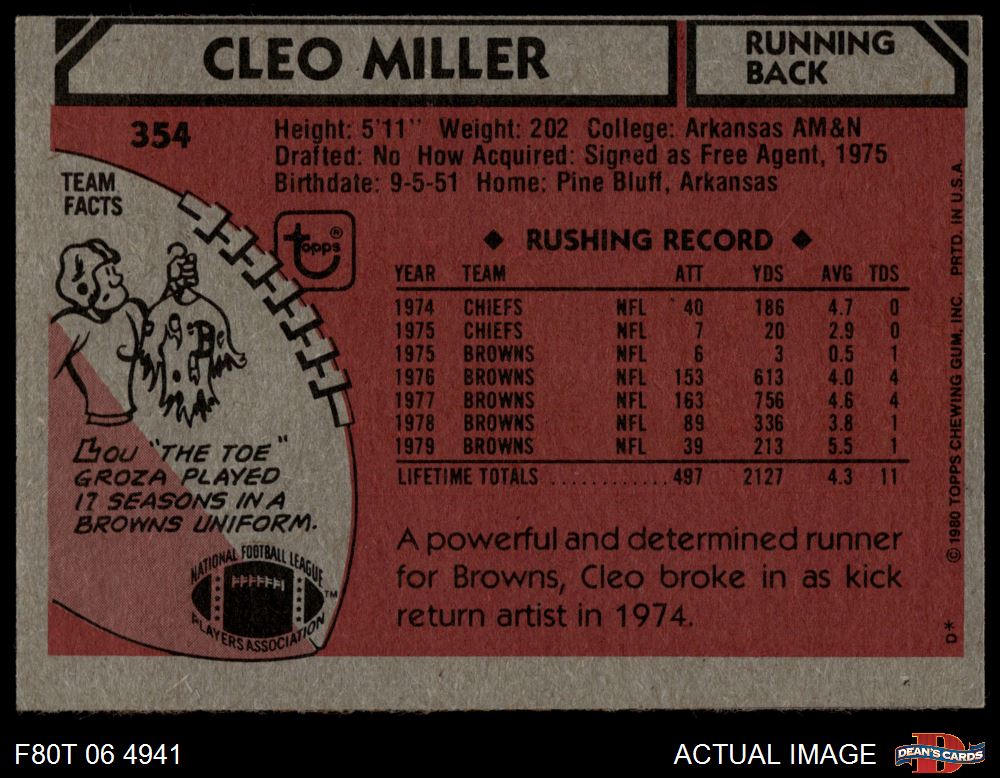 CLEO MILLER
RUNNING
BACK
354
Height: 5'11" Weight: 202 College: Arkansas AM&N
Drafted: No How Acquired: Signed as Free Agent, 1975
Birthdate: 9-5-51 Home: Pine Bluff, Arkansas
TEAM
FACTS
topps®
◆ RUSHING RECORD ◆
YEAR TEAM ATT YDS AVG TDS
1974 CHIEFS NFL 40 186 4.7 0
1975 CHIEFS NFL 7 20 2.9 0
1975 BROWNS NFL 6 3 0.5 1
1976 BROWNS NFL 153 613 4.0 4
1977 BROWNS NFL 163 756 4.6 4
1978 BROWNS NFL 89 336 3.8 1
1979 BROWNS NFL 39 213 5.5 1
LIFETIME TOTALS ............ 497 2127 4.3 11
LOU "THE TOE"
GROZA PLAYED
17 SEASONS IN A
BROWNS UNIFORM.
NATIONAL FOOTBALL LEAGUE
PLAYERS ASSOCIATION
TM
A powerful and determined runner
for Browns, Cleo broke in as kick
return artist in 1974.
© 1980 TOPPS CHEWING GUM, INC. PRTD. IN U.S.A.
D*
F80T 06 4941
ACTUAL IMAGE
DEAN'S CARDS